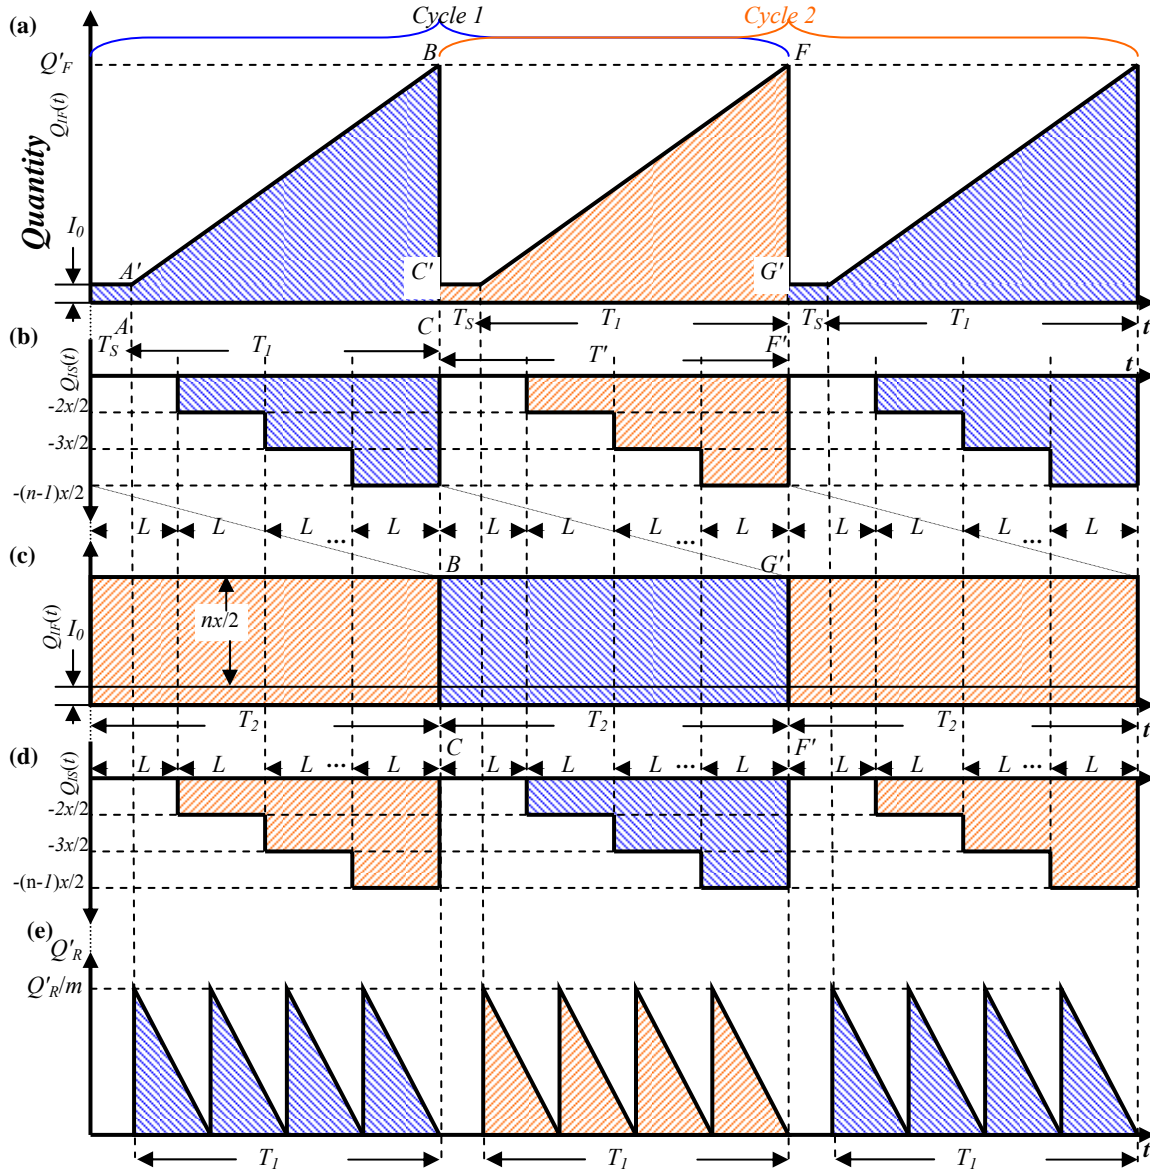 (a)
Cycle 1
Cycle 2
B
F
Q'F
QIF(t)
Quantity
I0
A'
C'
G'
A
C
TS
T1
TS
T1
t
(b)
TS
T1
T'
F'
t
QIS(t)
-2x/2
-3x/2
-(n-1)x/2
L L L ... L L L L ... L L L L ... L
(c)
B
G'
nx/2
QIF(t)
I0
T2
T2
T2
t
(d)
C
F'
QIS(t)
L L L ... L L L L ... L L L L ... L
-2x/2
-3x/2
-(n-1)x/2
(e)
Q'R
Q'R/m
t
T1
T1
T1